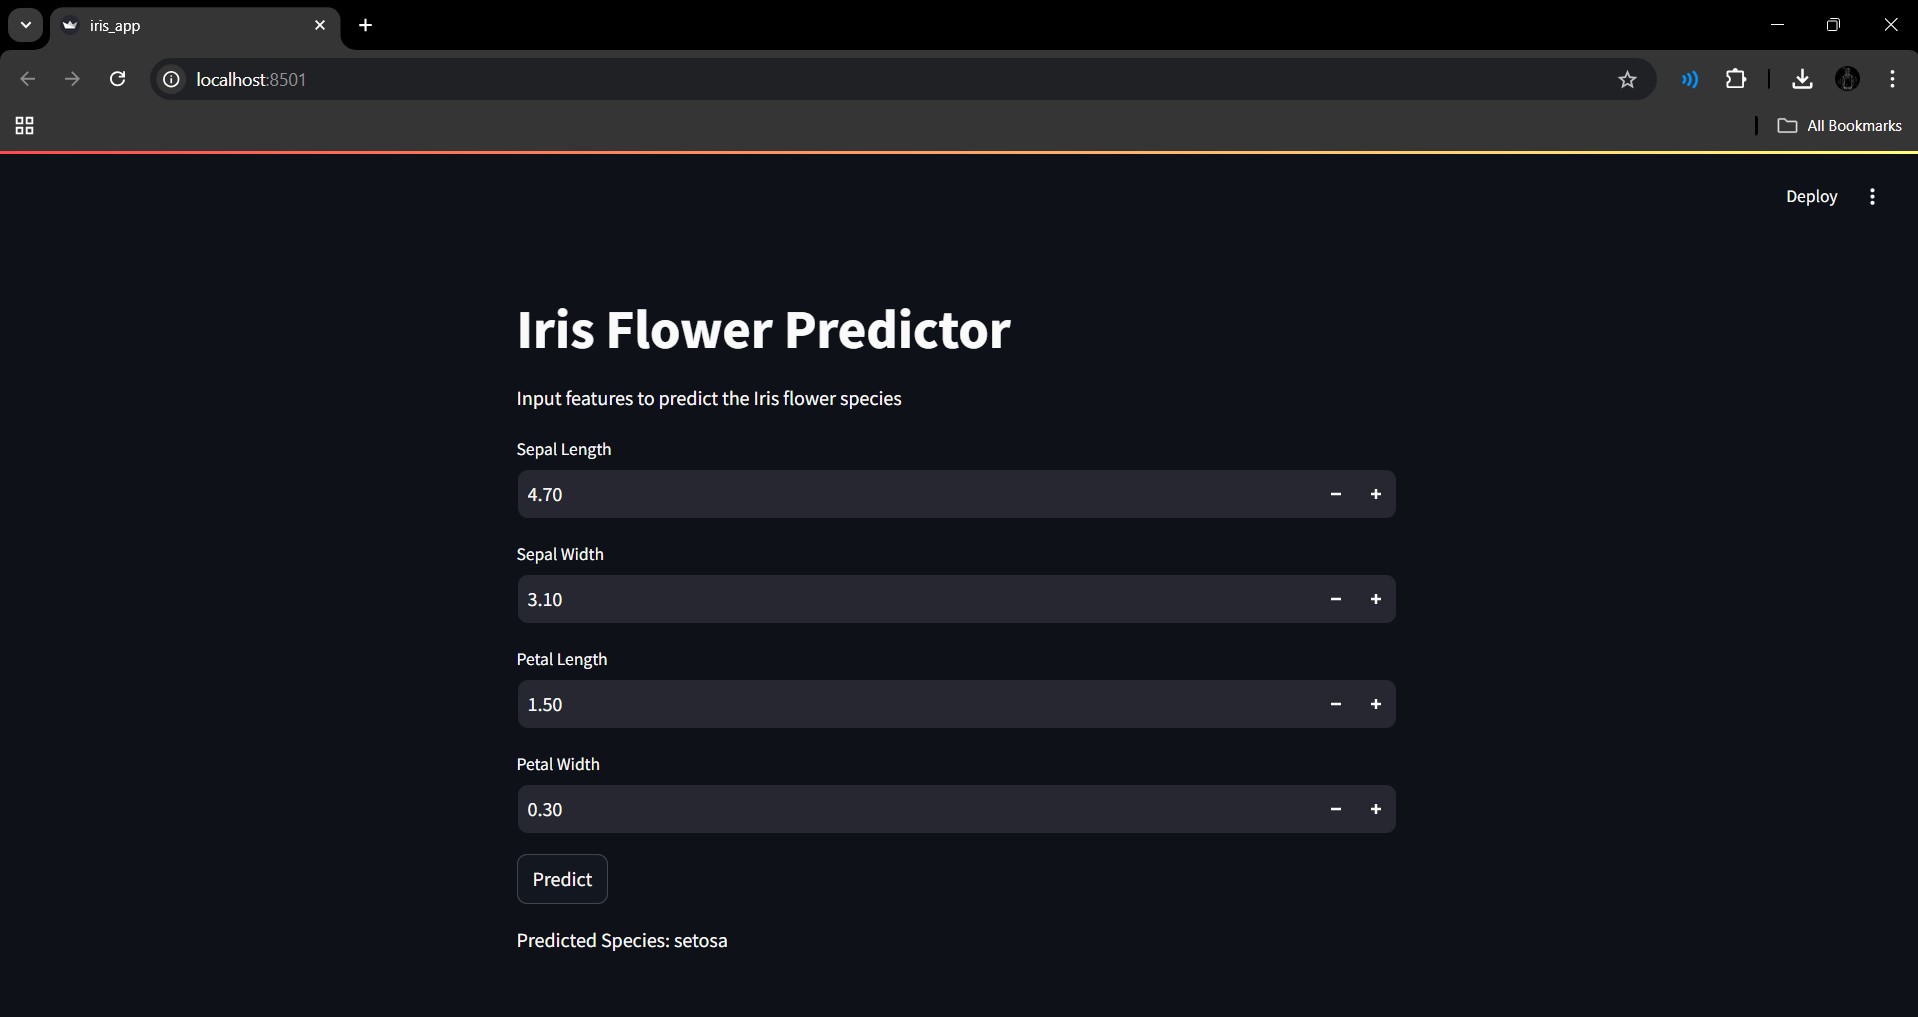 iris_app
localhost:8501
All Bookmarks
Deploy
Iris Flower Predictor
Input features to predict the Iris flower species
Sepal Length
4.70
Sepal Width
3.10
Petal Length
1.50
Petal Width
0.30
Predict
Predicted Species: setosa